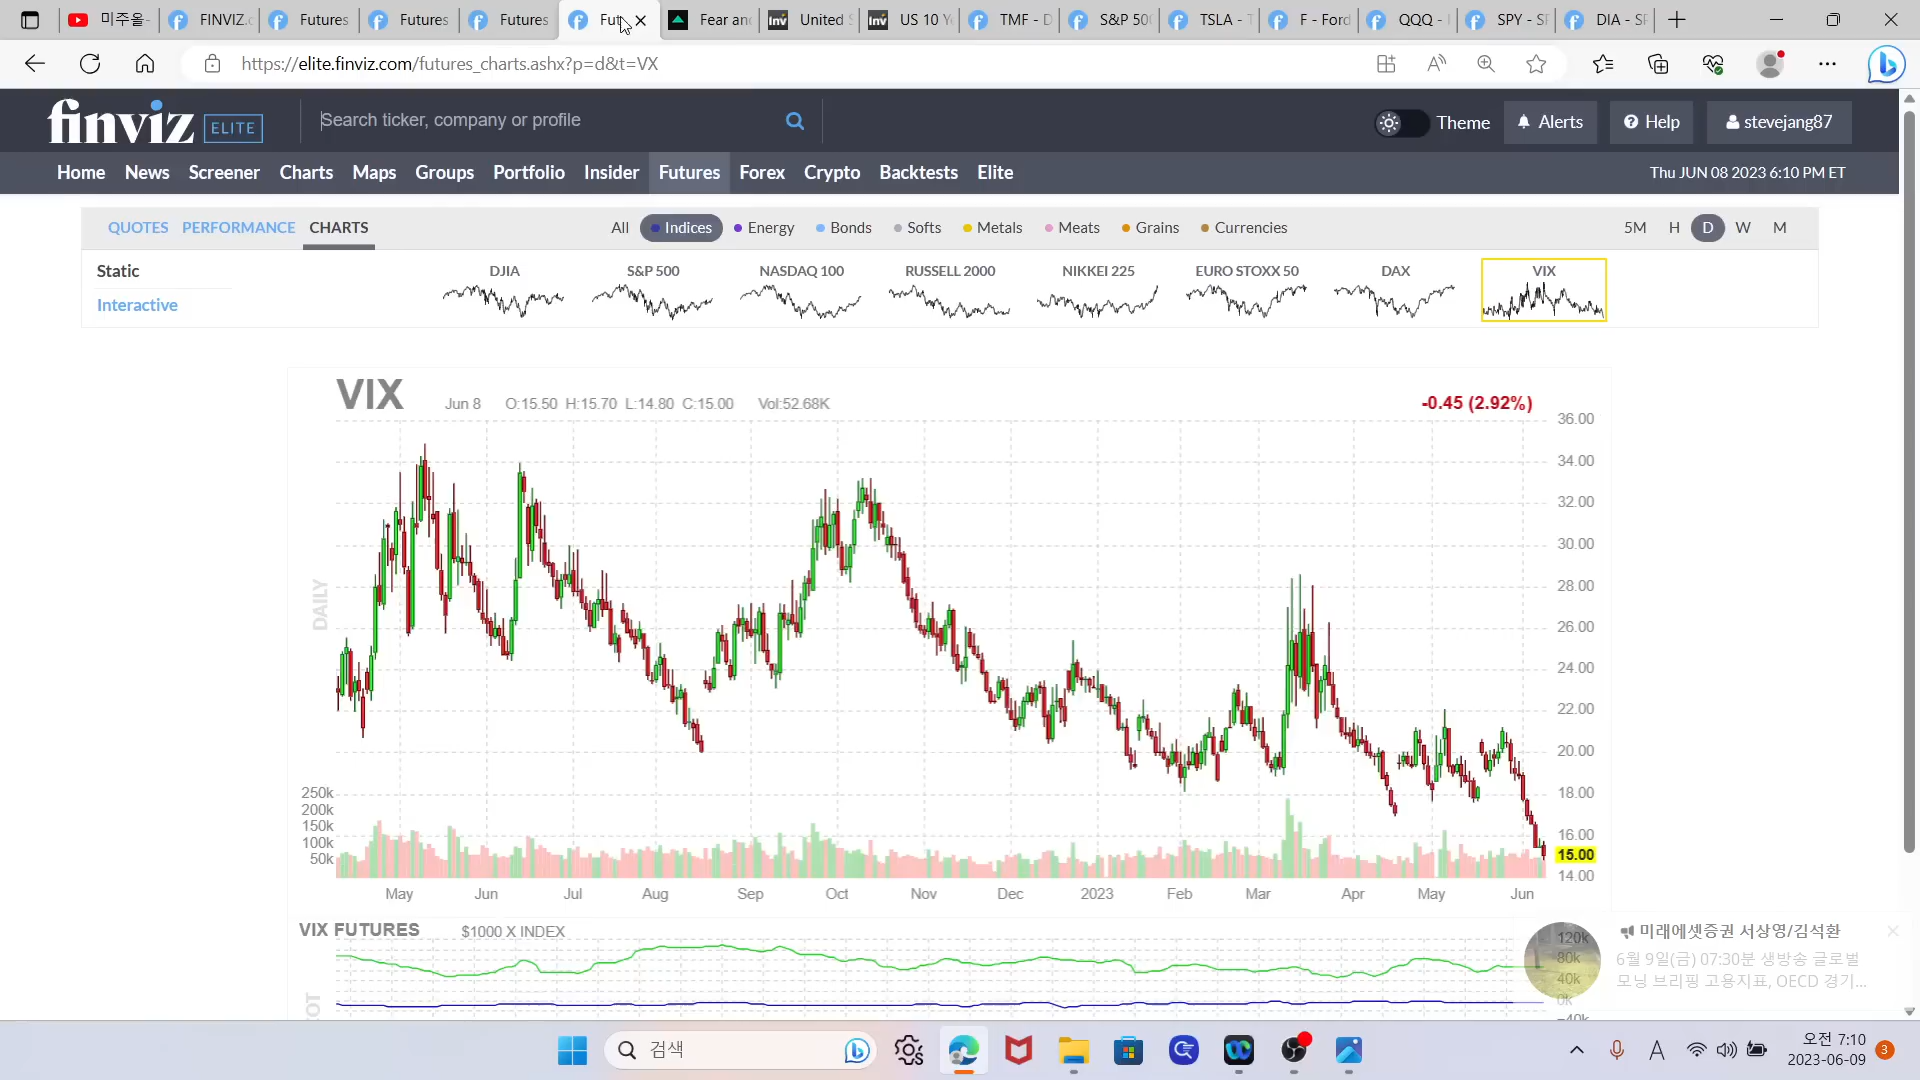 미주올
FINVIZ.c
Futures
Futures
Futures
Fut
Fear an
United S
US 10 Y
TMF - D
S&P 50
TSLA - T
F - Ford
QQQ - I
SPY - SF
DIA - SF
https://elite.finviz.com/futures_charts.ashx?p=d&t=VX
finviz ELITE
Search ticker, company or profile
Theme
Alerts
Help
stevejang87
Home News Screener Charts Maps Groups Portfolio Insider Futures Forex Crypto Backtests Elite
Thu JUN 08 2023 6:10 PM ET
QUOTES PERFORMANCE CHARTS
All Indices Energy Bonds Softs Metals Meats Grains Currencies
5M H D W M
Static
Interactive
DJIA
S&P 500
NASDAQ 100
RUSSELL 2000
NIKKEI 225
EURO STOXX 50
DAX
VIX
VIX Jun 8 O:15.50 H:15.70 L:14.80 C:15.00 Vol:52.68K
-0.45 (2.92%)
36.00
34.00
32.00
30.00
28.00
26.00
24.00
22.00
20.00
18.00
16.00
15.00
14.00
DAILY
250k
200k
150k
100k
50k
May Jun Jul Aug Sep Oct Nov Dec 2023 Feb Mar Apr May Jun
VIX FUTURES $1000 X INDEX
120k
80k
40k
0k
-40k
미래에셋증권 서상영/김석환
6월 9일(금) 07:30분 생방송 글로벌
모닝 브리핑 고용지표, OECD 경기...
검색
A
오전 7:10
2023-06-09
3